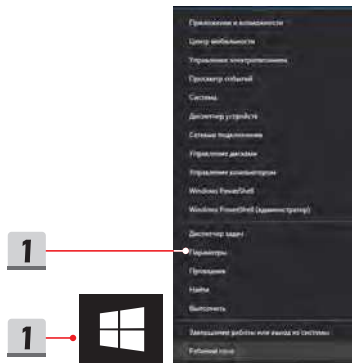 Приложения и возможности
Центр мобильности
Управление электропитанием
Просмотр событий
Система
Диспетчер устройств
Сетевые подключения
Управление дисками
Управление компьютером
Windows PowerShell
Windows PowerShell (администратор)
Диспетчер задач
1
Параметры
Проводник
Найти
Выполнить
1
Завершение работы или выход из системы
Рабочий стол